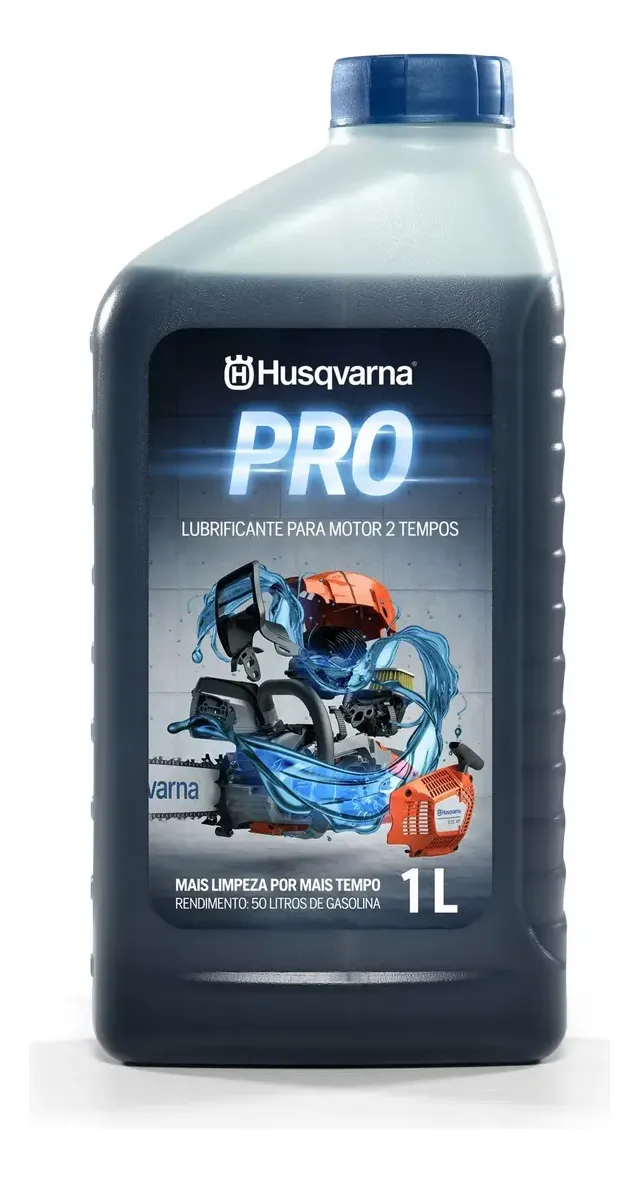 Husqvarna®
PRO
LUBRIFICANTE PARA MOTOR 2 TEMPOS
varna
Husqvarna
MAIS LIMPEZA POR MAIS TEMPO
RENDIMENTO: 50 LITROS DE GASOLINA
1L